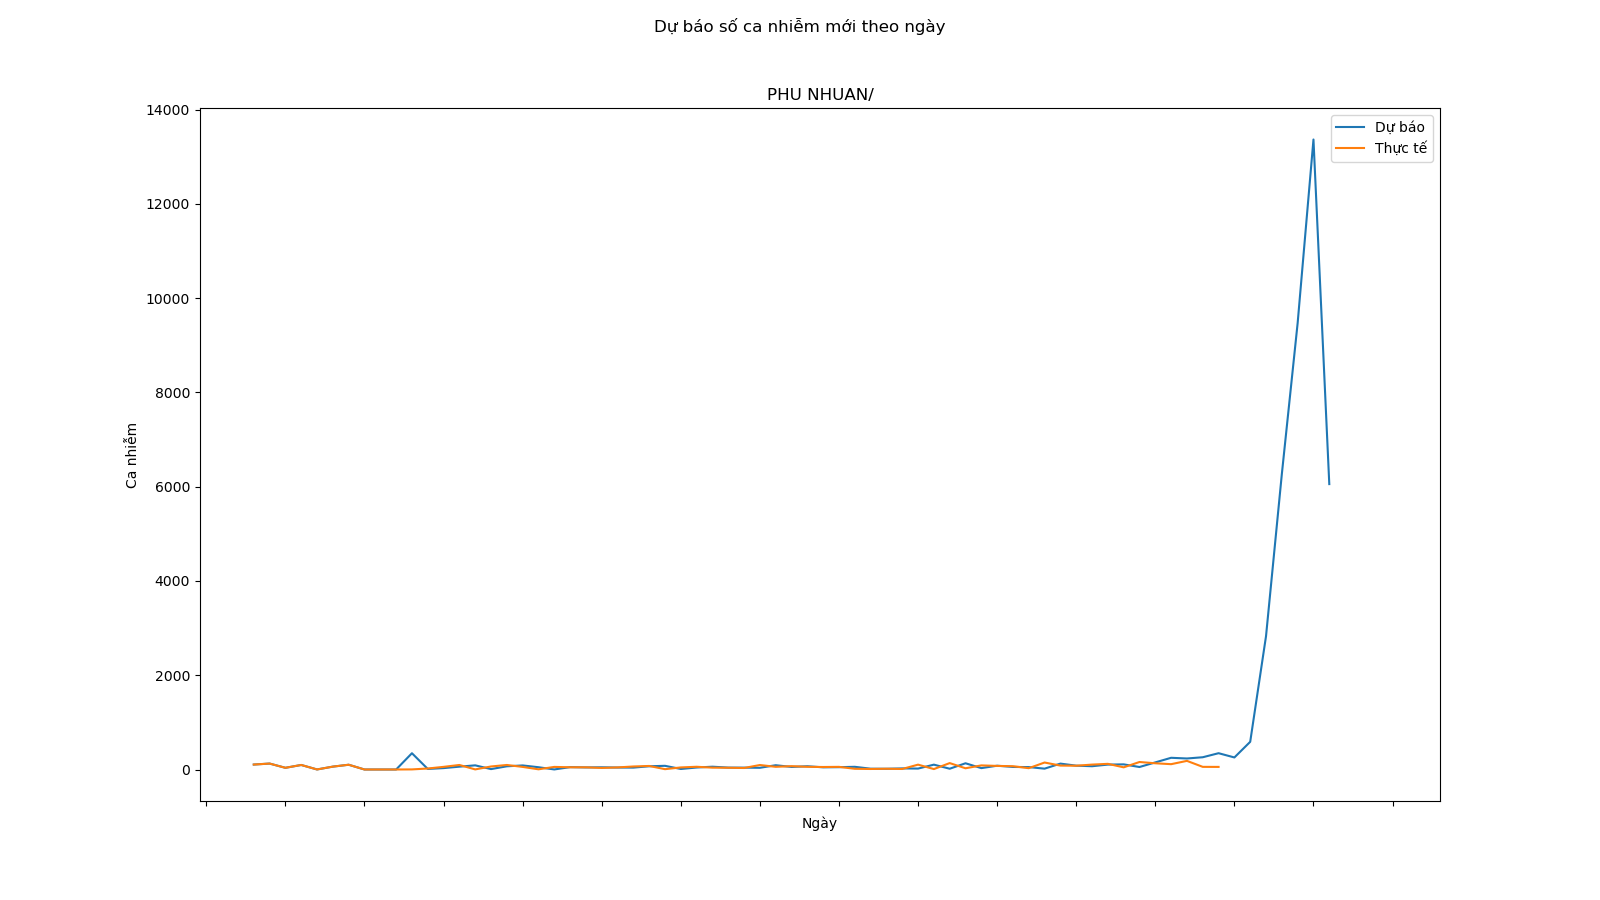 Dự báo số ca nhiễm mới theo ngày
PHU NHUAN/
14000
12000
10000
8000
6000
4000
2000
0
Ca nhiễm
Ngày
Dự báo
Thực tế